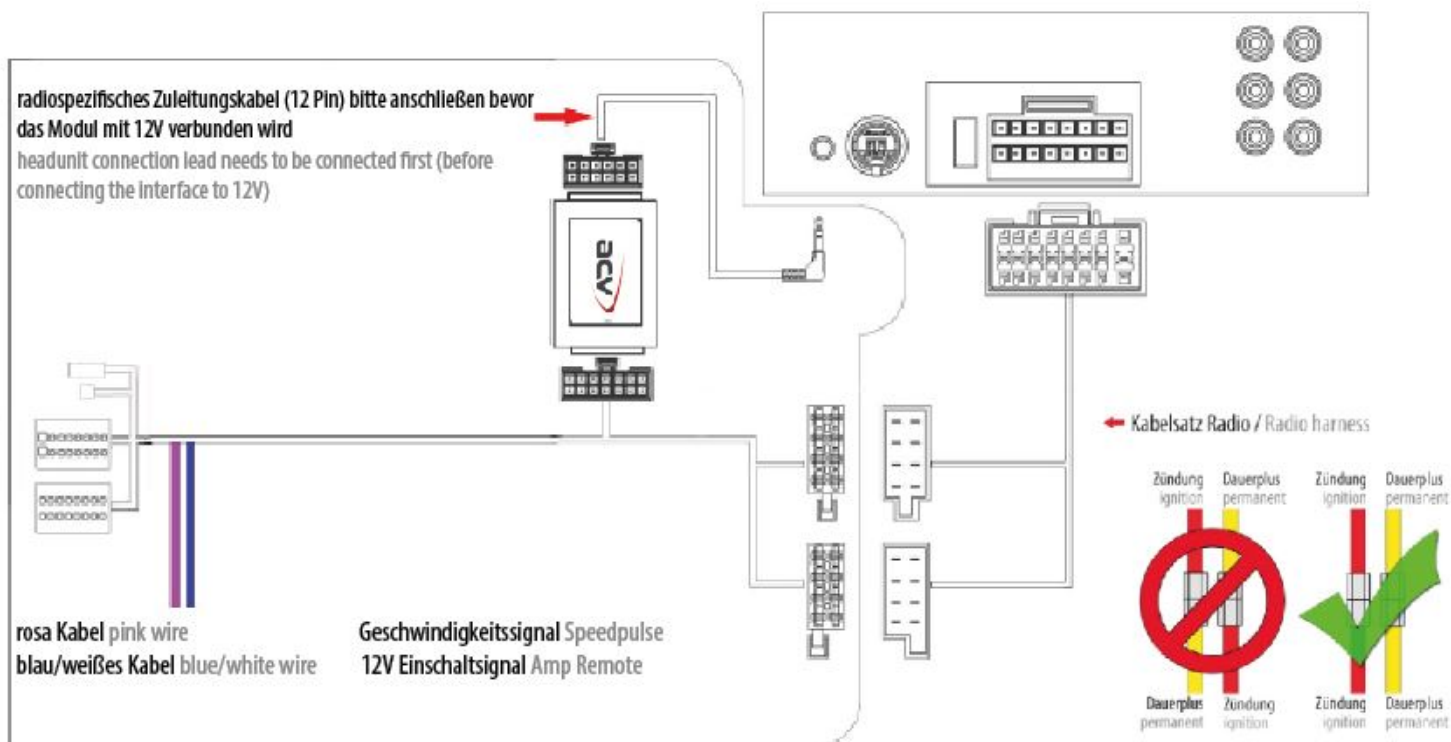 radiospezifisches Zuleitungskabel (12 Pin) bitte anschließen bevor
das Modul mit 12V verbunden wird
headunit connection lead needs to be connected first (before
connecting the interface to 12V)
acv
Kabelsatz Radio / Radio harness
Zündung Dauerplus Zündung Dauerplus
ignition permanent ignition permanent
Dauerplus Zündung Zündung Dauerplus
permanent ignition ignition permanent
rosa Kabel pink wire Geschwindigkeitssignal Speedpulse
blau/weißes Kabel blue/white wire 12V Einschaltsignal Amp Remote